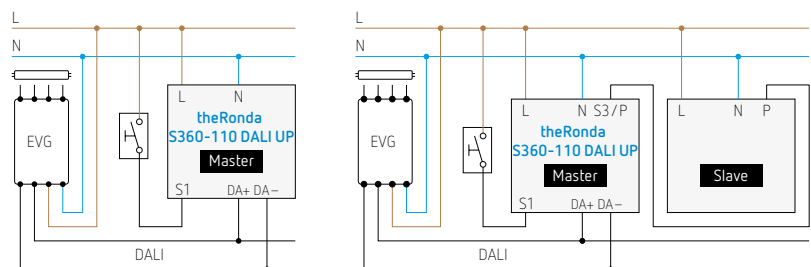 L
N
EVG
L N
theRonda
S360-110 DALI UP
Master
S1 DA+ DA−
DALI
L
N
EVG
L N S3/P
theRonda
S360-110 DALI UP
Master
S1 DA+ DA−
L N P
Slave
DALI